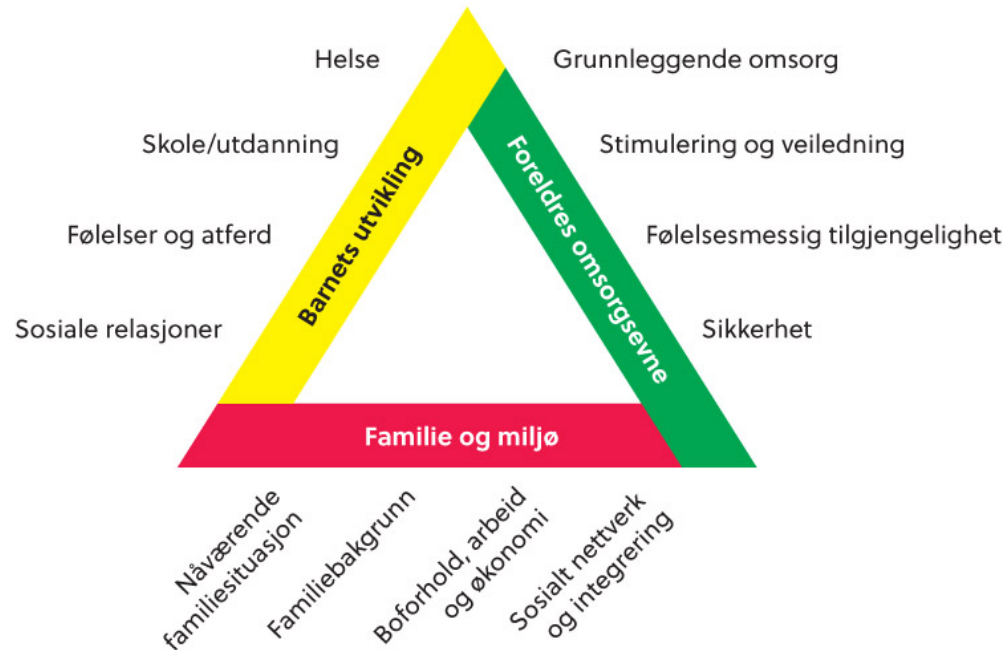 Helse
Grunnleggende omsorg
Skole/utdanning
Stimulering og veiledning
Følelser og atferd
Følelsesmessig tilgjengelighet
Sosiale relasjoner
Sikkerhet
Barnets utvikling
Foreldres omsorgsevne
Familie og miljø
Nåværende
familiesituasjon
Familiebakgrunn
Boforhold, arbeid
og økonomi
Sosialt nettverk
og integrering